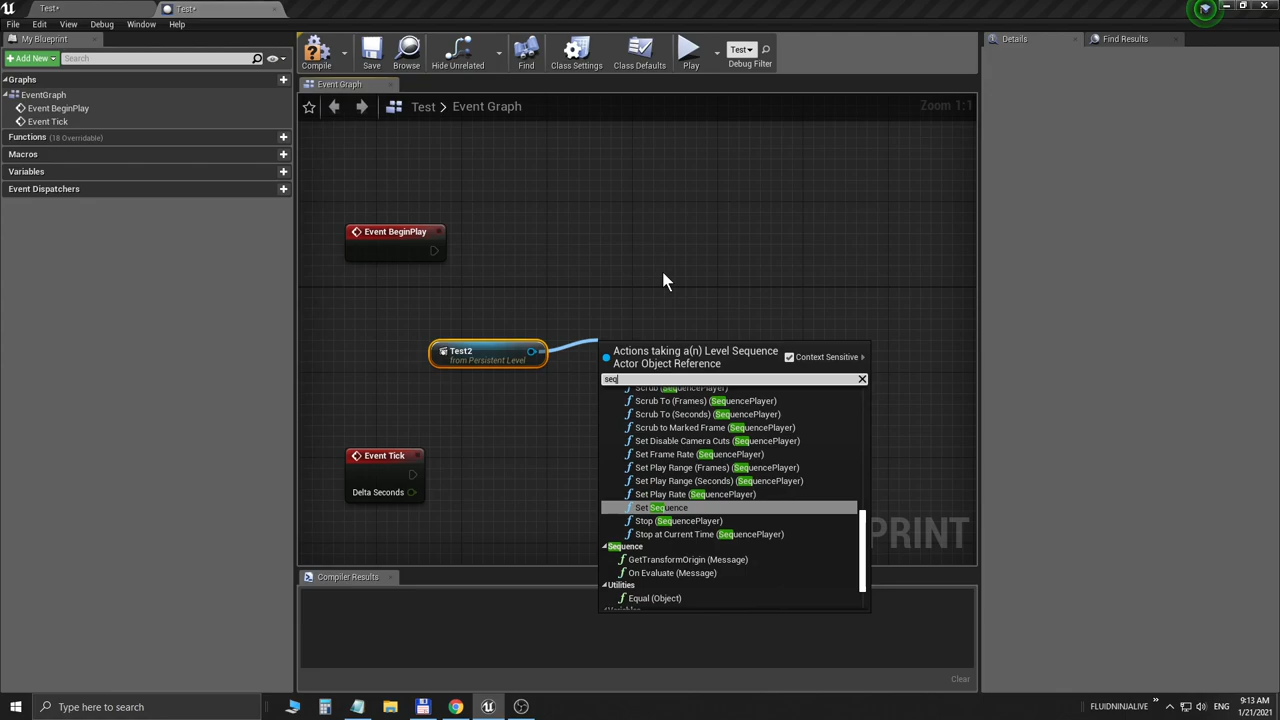 Test*
Test*
File Edit View Debug Window Help
My Blueprint
Add New
Search
Graphs
EventGraph
Event BeginPlay
Event Tick
Functions (18 Overridable)
Macros
Variables
Event Dispatchers
Compile
Save
Browse
Hide Unrelated
Find
Class Settings
Class Defaults
Play
Test
Debug Filter
Event Graph
Test > Event Graph
Zoom 1:1
Event BeginPlay
Test2
from Persistent Level
Event Tick
Delta Seconds
Actions taking a(n) Level Sequence
Actor Object Reference
Context Sensitive
seq
Scrub (SequencePlayer)
Scrub To (Frames) (SequencePlayer)
Scrub To (Seconds) (SequencePlayer)
Scrub to Marked Frame (SequencePlayer)
Set Disable Camera Cuts (SequencePlayer)
Set Frame Rate (SequencePlayer)
Set Play Range (Frames) (SequencePlayer)
Set Play Range (Seconds) (SequencePlayer)
Set Play Rate (SequencePlayer)
Set Sequence
Stop (SequencePlayer)
Stop at Current Time (SequencePlayer)
Sequence
GetTransformOrigin (Message)
On Evaluate (Message)
Utilities
Equal (Object)
Variables
PRINT
Compiler Results
Clear
Details
Find Results
Type here to search
FLUIDNINJALIVE
9:13 AM
1/21/2021